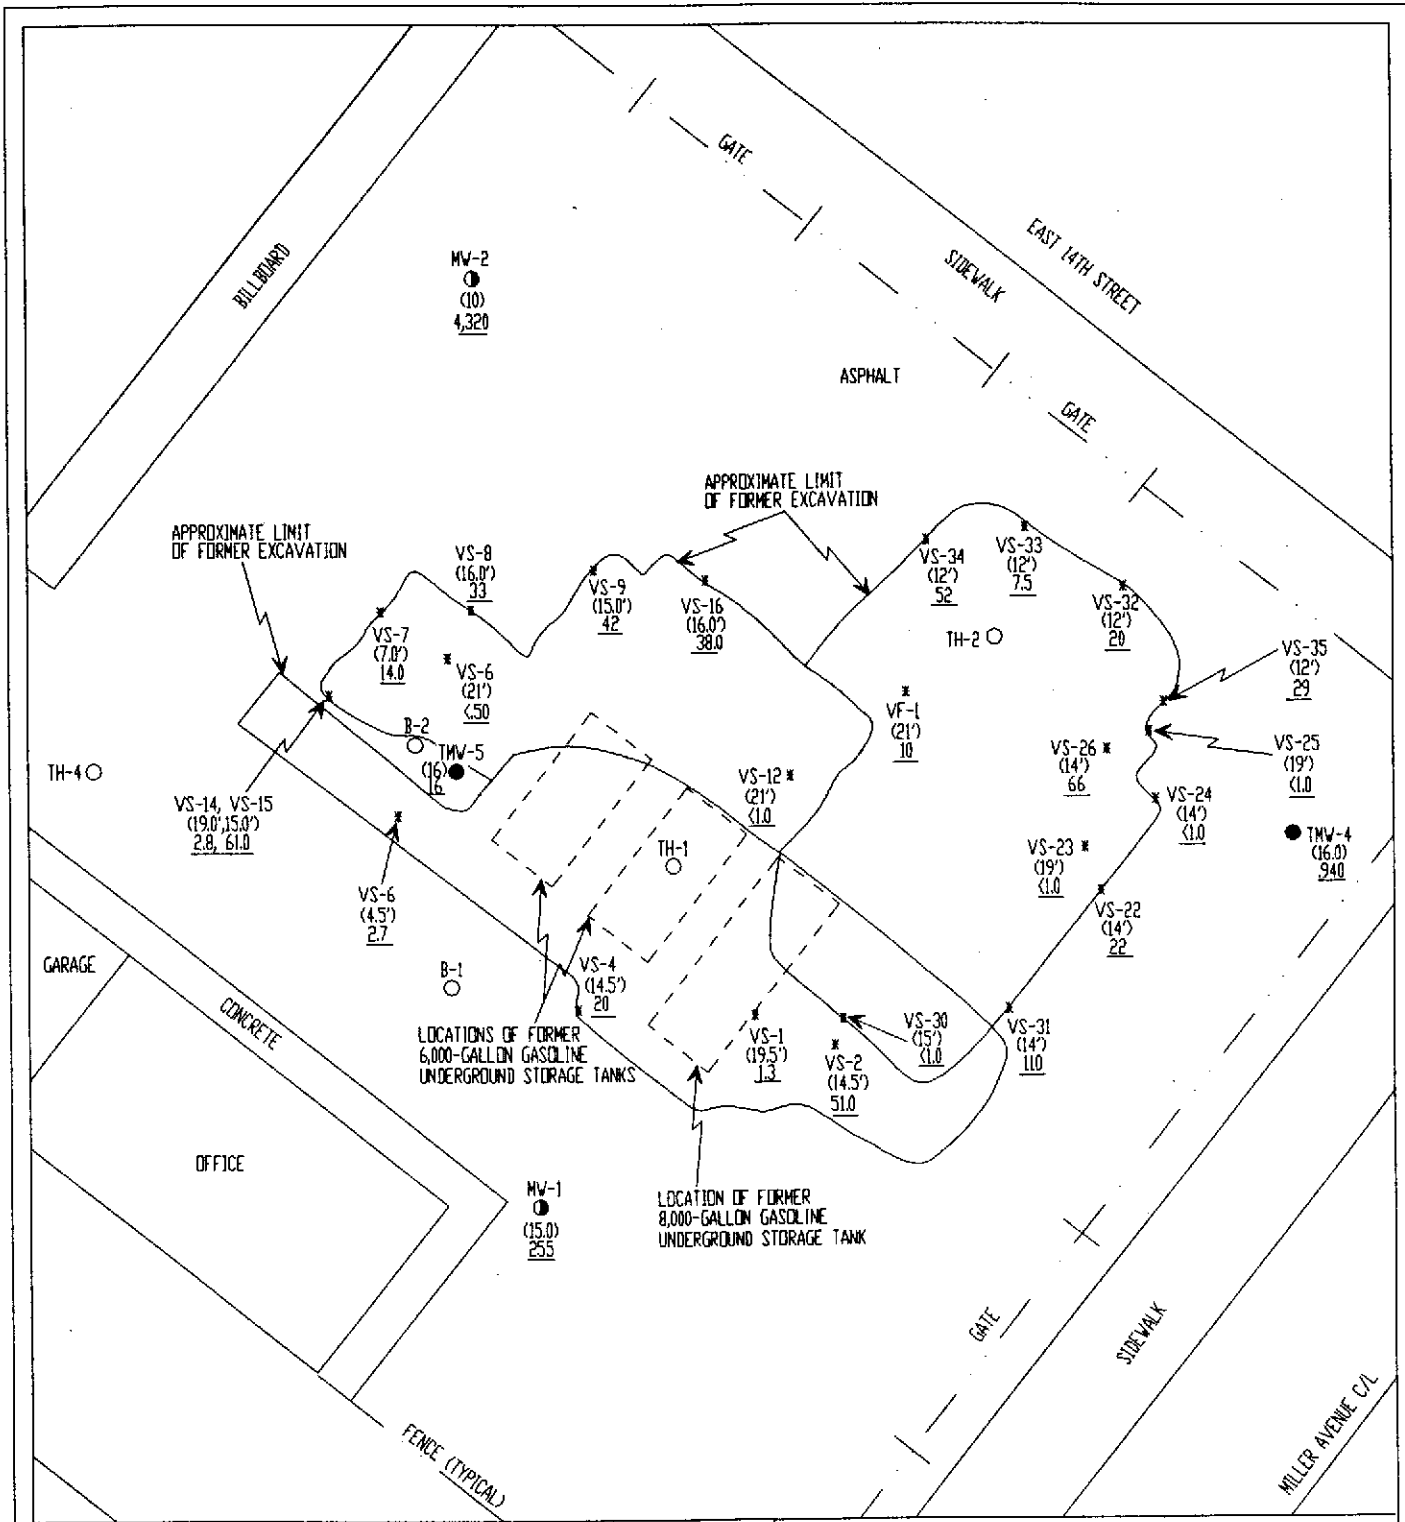 GATE
EAST 14TH STREET
SIDEWALK
BILLBOARD
MW-2
(10)
4,320
ASPHALT
GATE
APPROXIMATE LIMIT
OF FORMER EXCAVATION
APPROXIMATE LIMIT
OF FORMER EXCAVATION
VS-8
(16.0')
33
VS-9
(15.0')
42
VS-16
(16.0')
38.0
VS-34
(12')
52
VS-33
(12')
7.5
VS-32
(12')
20
VS-7
(7.0')
14.0
VS-6
(21')
<.50
TH-2
VS-35
(12')
29
VF-1
(21')
10
B-2
TMW-5
(16)
16
TH-4
VS-12
(21')
<1.0
VS-26
(14')
66
VS-25
(19')
<1.0
VS-14, VS-15
(19.0',15.0')
2.8, 61.0
VS-24
(14')
<1.0
TMW-4
(16.0)
940
TH-1
VS-23
(19')
<1.0
VS-6
(4.5')
2.7
VS-22
(14')
22
GARAGE
B-1
VS-4
(14.5')
20
CONCRETE
LOCATIONS OF FORMER
6,000-GALLON GASOLINE
UNDERGROUND STORAGE TANKS
VS-1
(19.5')
1.3
VS-2
(14.5')
51.0
VS-30
(15')
<1.0
VS-31
(14')
110
OFFICE
MW-1
(15.0)
255
LOCATION OF FORMER
8,000-GALLON GASOLINE
UNDERGROUND STORAGE TANK
GATE
SIDEWALK
MILLER AVENUE C/L
FENCE (TYPICAL)